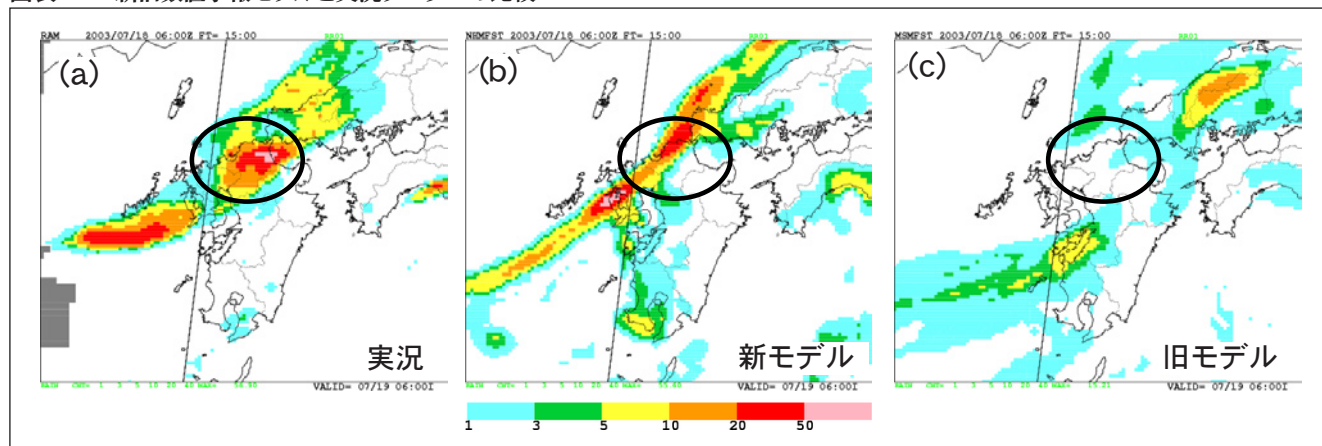 RAM 2003/07/18 06:00Z FT= 15:00 RR01
(a)
実況
VALID= 07/19 06:00I
NHMFST 2003/07/18 06:00Z FT= 15:00 RR01
(b)
新モデル
VALID= 07/19 06:00I
MSMFST 2003/07/18 06:00Z FT= 15:00 RR01
(c)
旧モデル
VALID= 07/19 06:00I
1 3 5 10 20 50